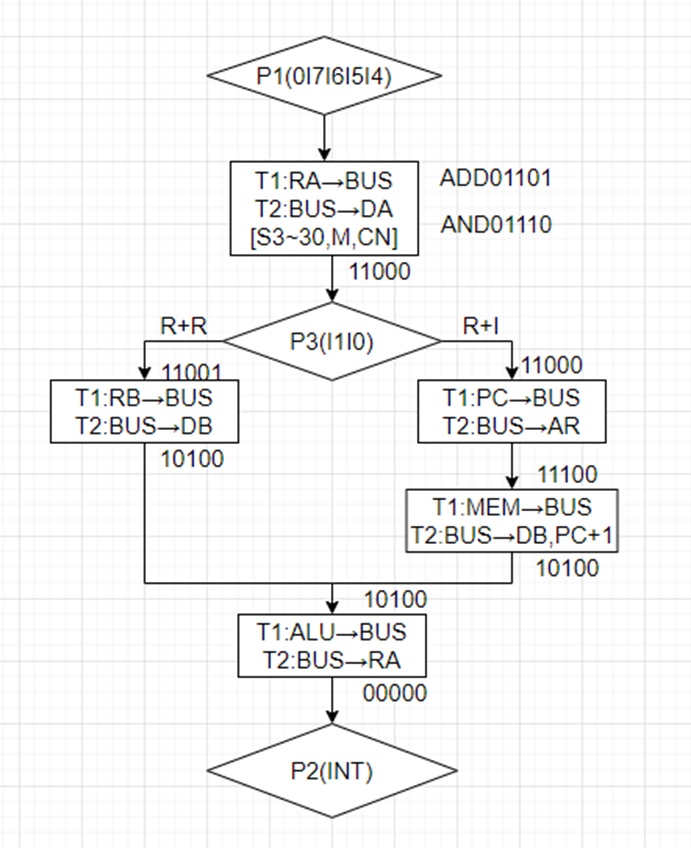 P1(0I7I6I5I4)
T1:RA→BUS
T2:BUS→DA
[S3~30,M,CN]
ADD01101
AND01110
11000
P3(I1I0)
R+R
R+I
11001
T1:RB→BUS
T2:BUS→DB
10100
11000
T1:PC→BUS
T2:BUS→AR
11100
T1:MEM→BUS
T2:BUS→DB,PC+1
10100
10100
T1:ALU→BUS
T2:BUS→RA
00000
P2(INT)